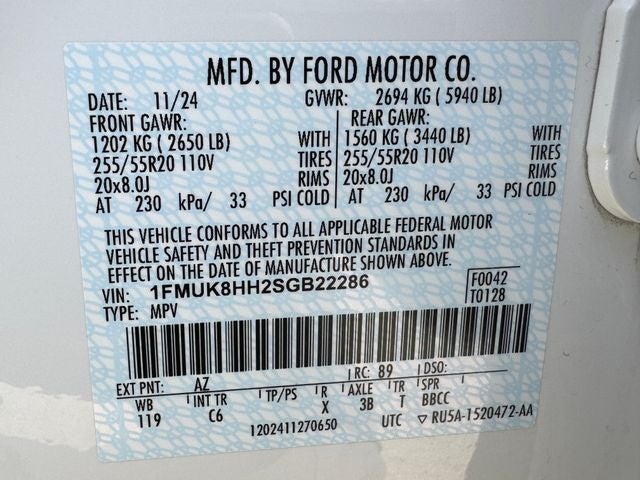 MFD. BY FORD MOTOR CO.
DATE: 11/24 GVWR: 2694 KG ( 5940 LB)
FRONT GAWR: REAR GAWR:
1202 KG ( 2650 LB) WITH 1560 KG ( 3440 LB) WITH
255/55R20 110V TIRES 255/55R20 110V TIRES
20x8.0J RIMS 20x8.0J RIMS
AT 230 kPa/ 33 PSI COLD AT 230 kPa/ 33 PSI COLD
THIS VEHICLE CONFORMS TO ALL APPLICABLE FEDERAL MOTOR
VEHICLE SAFETY AND THEFT PREVENTION STANDARDS IN
EFFECT ON THE DATE OF MANUFACTURE SHOWN ABOVE.
VIN: 1FMUK8HH2SGB22286 F0042
TYPE: MPV T0128
EXT PNT: AZ RC: 89 DSO:
WB INT TR TP/PS R AXLE TR SPR
119 C6 X 3B T BBCC
1202411270650 UTC ▽ RU5A-1520472-AA